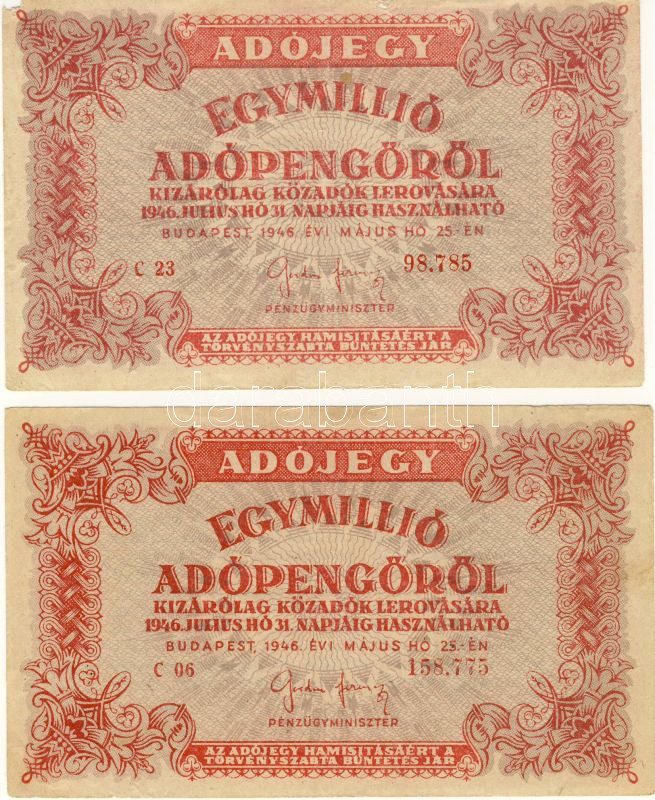 ADÓJEGY
EGYMILLIÓ
ADÓPENGŐRŐL
KIZÁRÓLAG KÖZADÓK LEROVÁSÁRA
1946. JULIUS HÓ 31. NAPJÁIG HASZNÁLHATÓ
BUDAPEST, 1946. ÉVI MÁJUS HÓ 25.-ÉN
C 23 98.785
PÉNZÜGYMINISZTER
AZ ADÓJEGY HAMISITÁSÁÉRT A
TÖRVÉNYSZABTA BÜNTETÉS JÁR
darabanth
ADÓJEGY
EGYMILLIÓ
ADÓPENGŐRŐL
KIZÁRÓLAG KÖZADÓK LEROVÁSÁRA
1946. JULIUS HÓ 31. NAPJÁIG HASZNÁLHATÓ
BUDAPEST, 1946. ÉVI MÁJUS HÓ 25.-ÉN
C 06 158.775
PÉNZÜGYMINISZTER
AZ ADÓJEGY HAMISITÁSÁÉRT A
TÖRVÉNYSZABTA BÜNTETÉS JÁR